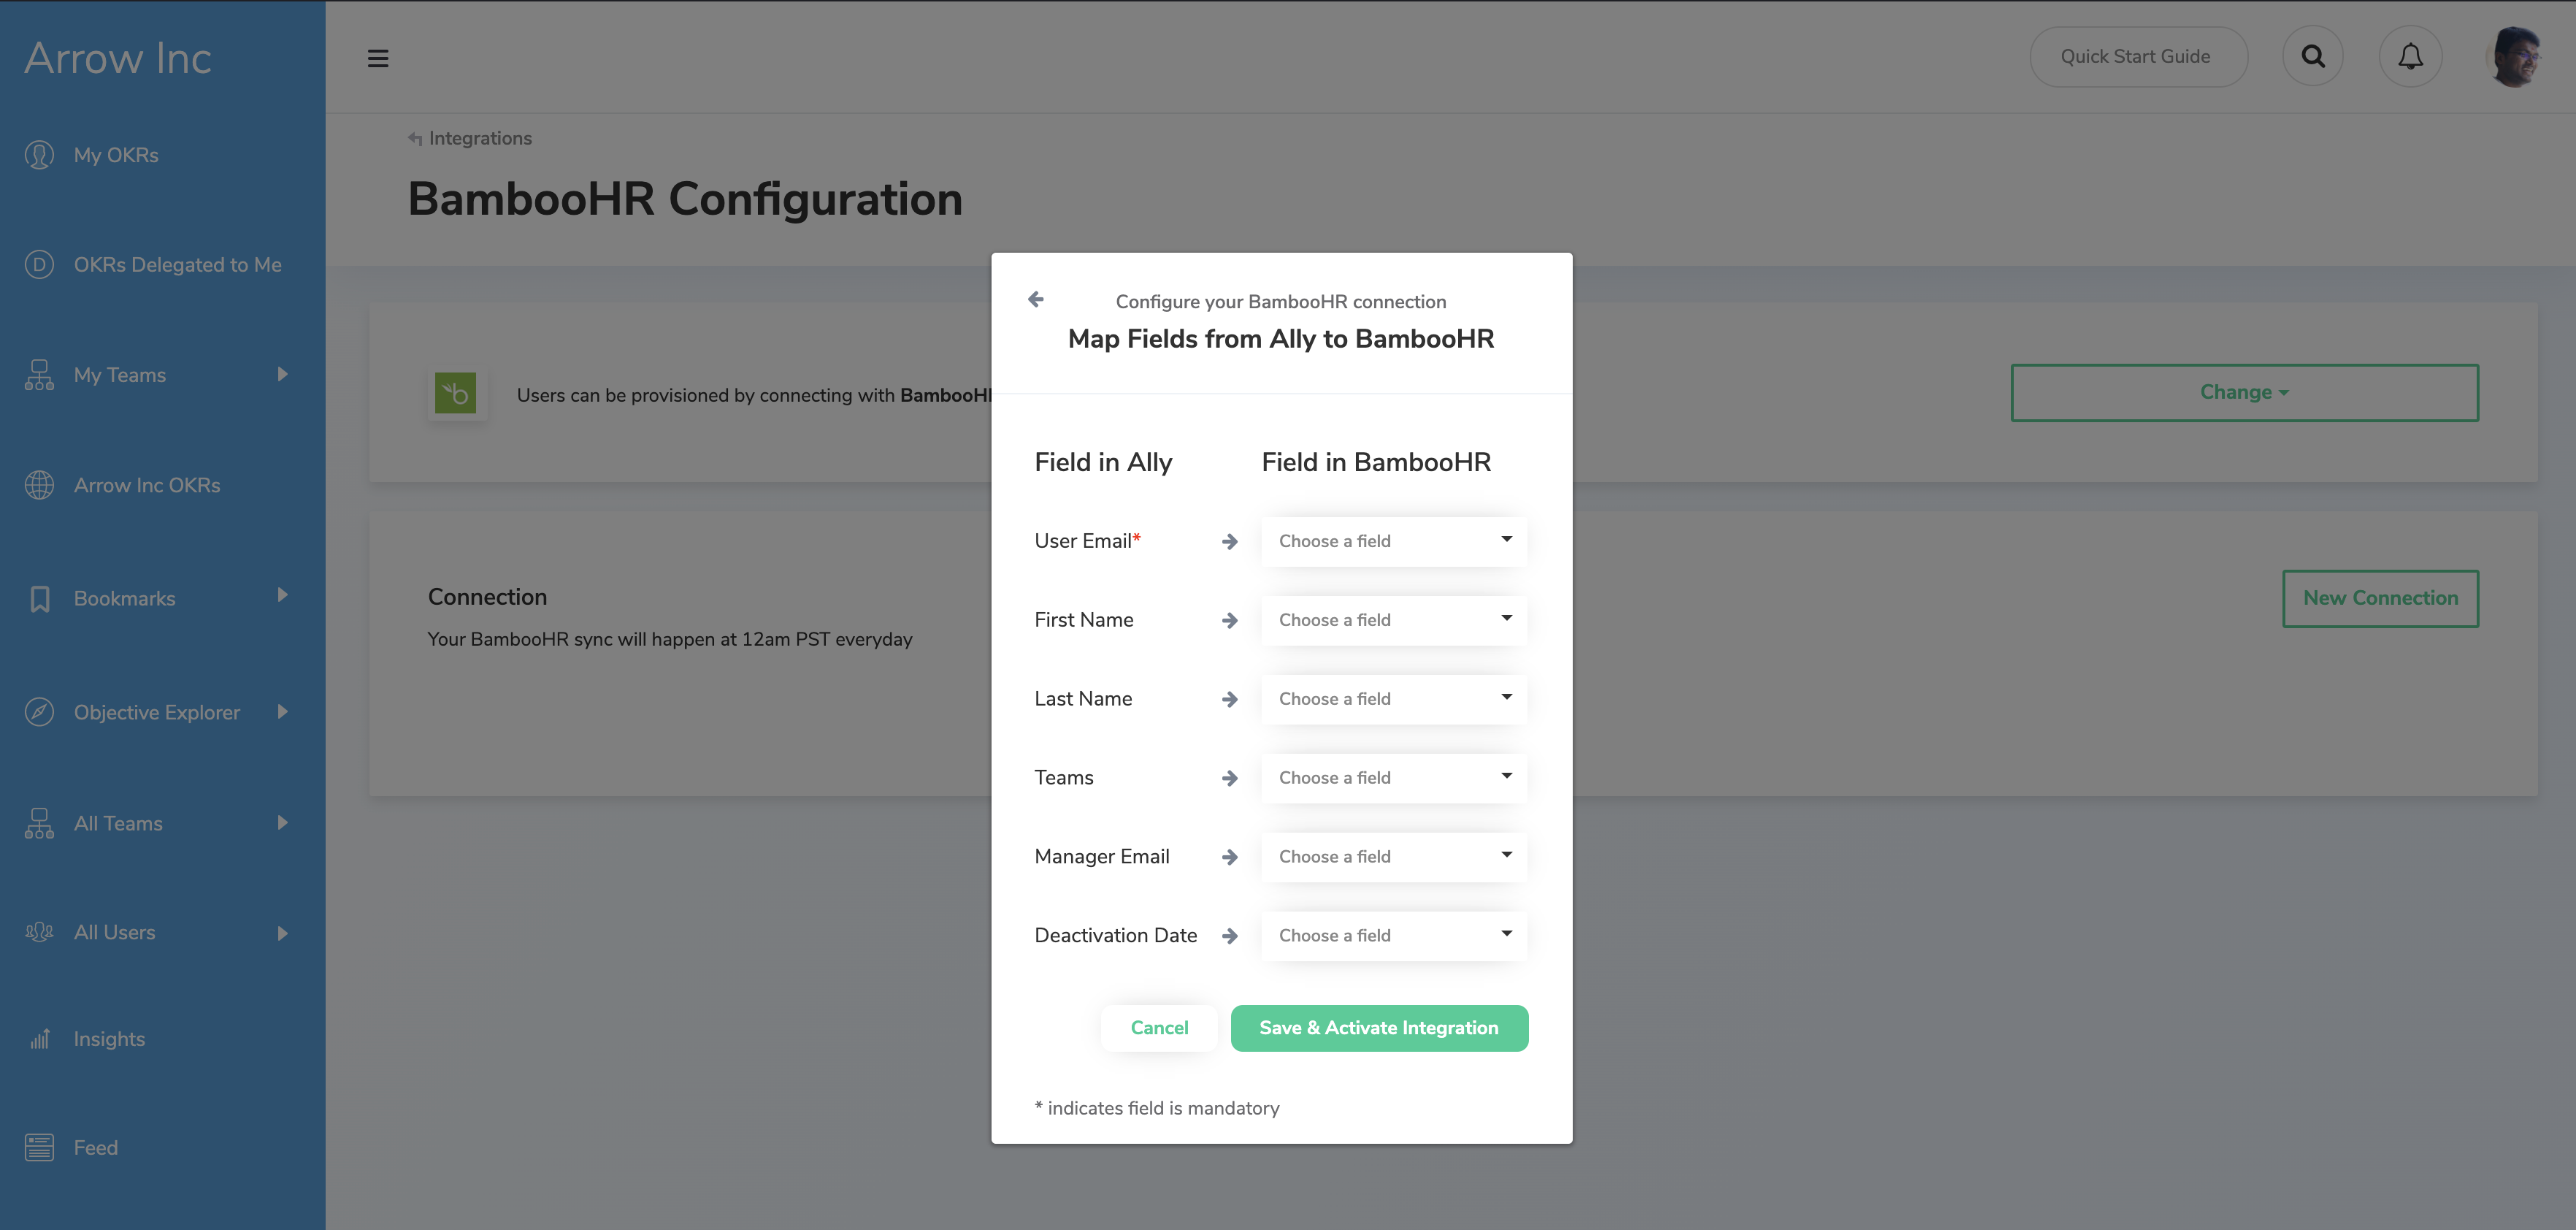 Arrow Inc
Quick Start Guide
My OKRs
OKRs Delegated to Me
My Teams
Arrow Inc OKRs
Bookmarks
Objective Explorer
All Teams
All Users
Insights
Feed
Integrations
BambooHR Configuration
Users can be provisioned by connecting with
Change
Connection
Your BambooHR sync will happen at 12am PST everyday
New Connection
Configure your BambooHR connection
Map Fields from Ally to BambooHR
Field in Ally Field in BambooHR
User Email* Choose a field
First Name Choose a field
Last Name Choose a field
Teams Choose a field
Manager Email Choose a field
Deactivation Date Choose a field
Cancel Save & Activate Integration
* indicates field is mandatory